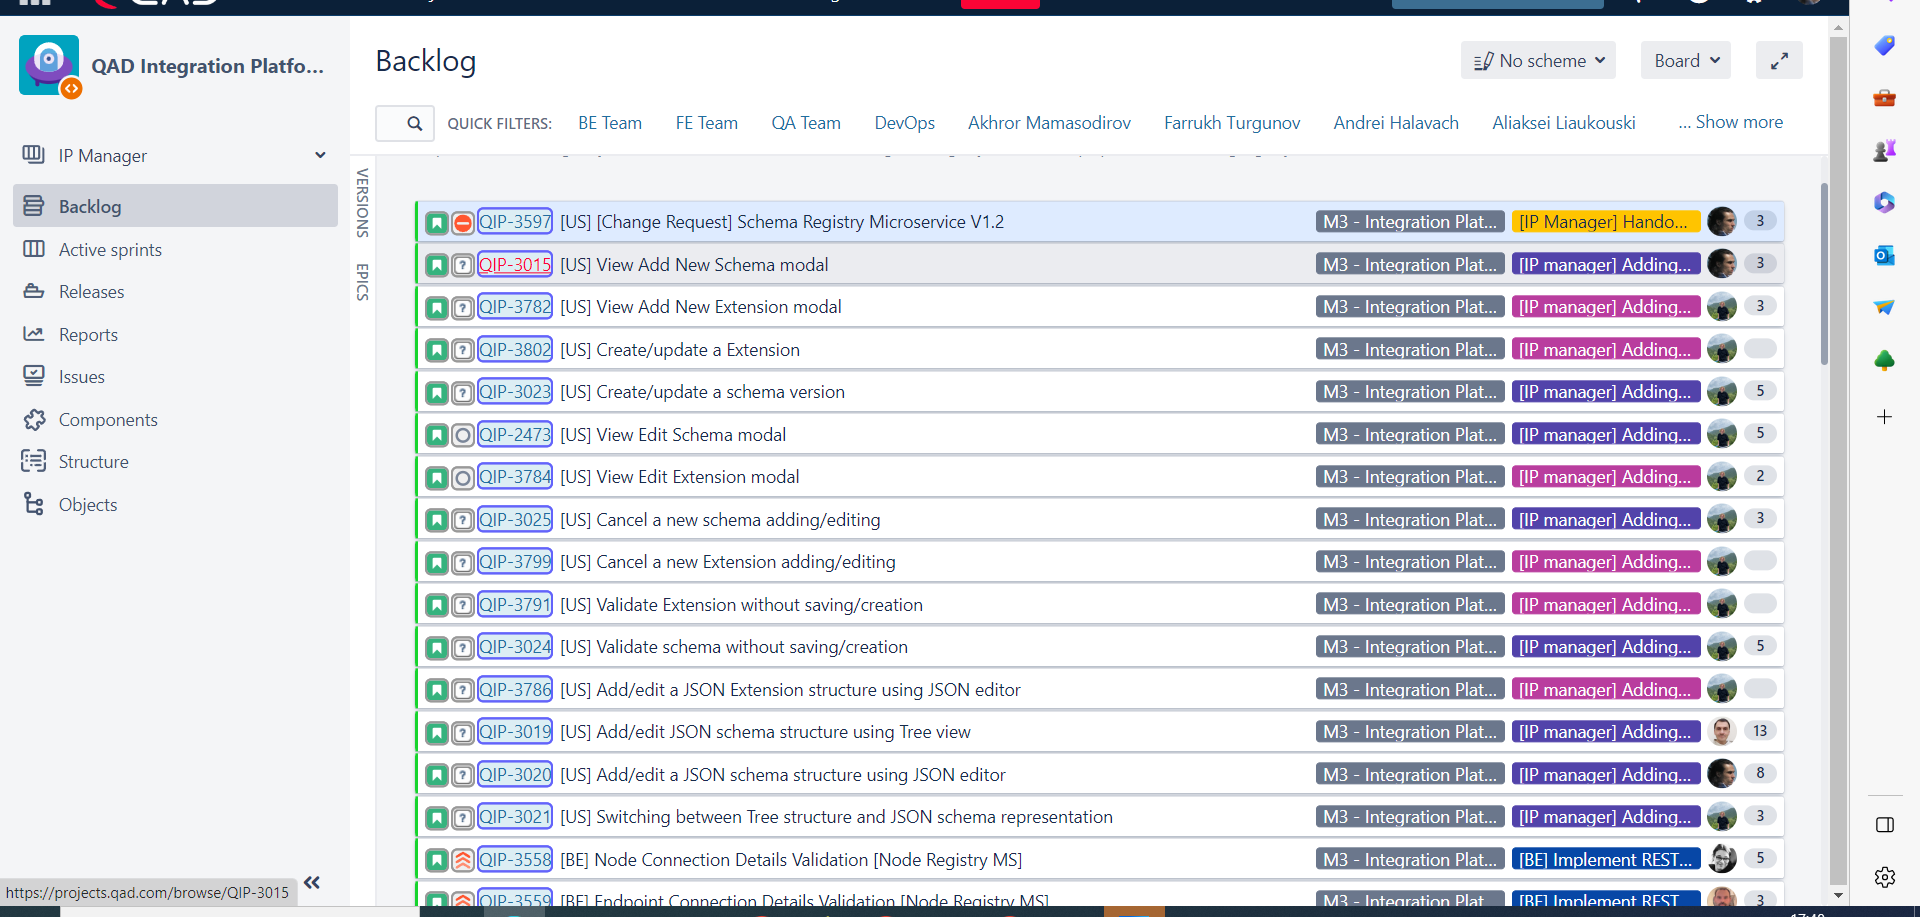 QAD Integration Platfo...
Backlog
No scheme
Board
QUICK FILTERS:
BE Team
FE Team
QA Team
DevOps
Akhror Mamasodirov
Farrukh Turgunov
Andrei Halavach
Aliaksei Liaukouski
... Show more
IP Manager
Backlog
Active sprints
Releases
Reports
Issues
Components
Structure
Objects
VERSIONS
EPICS
QIP-3597 [US] [Change Request] Schema Registry Microservice V1.2 M3 - Integration Plat... [IP Manager] Hando... 3
QIP-3015 [US] View Add New Schema modal M3 - Integration Plat... [IP manager] Adding... 3
QIP-3782 [US] View Add New Extension modal M3 - Integration Plat... [IP manager] Adding... 3
QIP-3802 [US] Create/update a Extension M3 - Integration Plat... [IP manager] Adding...
QIP-3023 [US] Create/update a schema version M3 - Integration Plat... [IP manager] Adding... 5
QIP-2473 [US] View Edit Schema modal M3 - Integration Plat... [IP manager] Adding... 5
QIP-3784 [US] View Edit Extension modal M3 - Integration Plat... [IP manager] Adding... 2
QIP-3025 [US] Cancel a new schema adding/editing M3 - Integration Plat... [IP manager] Adding... 3
QIP-3799 [US] Cancel a new Extension adding/editing M3 - Integration Plat... [IP manager] Adding...
QIP-3791 [US] Validate Extension without saving/creation M3 - Integration Plat... [IP manager] Adding...
QIP-3024 [US] Validate schema without saving/creation M3 - Integration Plat... [IP manager] Adding... 5
QIP-3786 [US] Add/edit a JSON Extension structure using JSON editor M3 - Integration Plat... [IP manager] Adding...
QIP-3019 [US] Add/edit JSON schema structure using Tree view M3 - Integration Plat... [IP manager] Adding... 13
QIP-3020 [US] Add/edit a JSON schema structure using JSON editor M3 - Integration Plat... [IP manager] Adding... 8
QIP-3021 [US] Switching between Tree structure and JSON schema representation M3 - Integration Plat... [IP manager] Adding... 3
QIP-3558 [BE] Node Connection Details Validation [Node Registry MS] M3 - Integration Plat... [BE] Implement REST... 5
QIP-3559 [BE] Endpoint Connection Details Validation [Node Registry MS] M3 - Integration Plat... [BE] Implement REST... 3
https://projects.qad.com/browse/QIP-3015